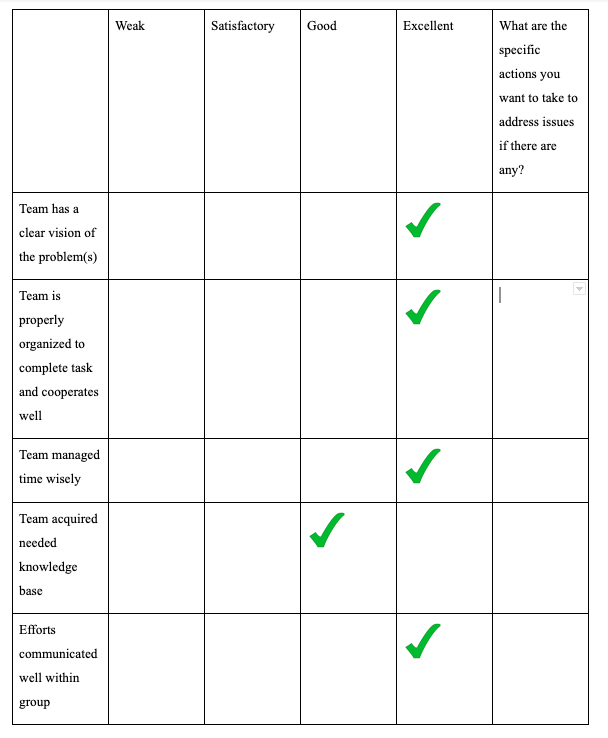 Weak
Satisfactory
Good
Excellent
What are the
specific
actions you
want to take to
address issues
if there are
any?
Team has a
clear vision of
the problem(s)
Team is
properly
organized to
complete task
and cooperates
well
Team managed
time wisely
Team acquired
needed
knowledge
base
Efforts
communicated
well within
group